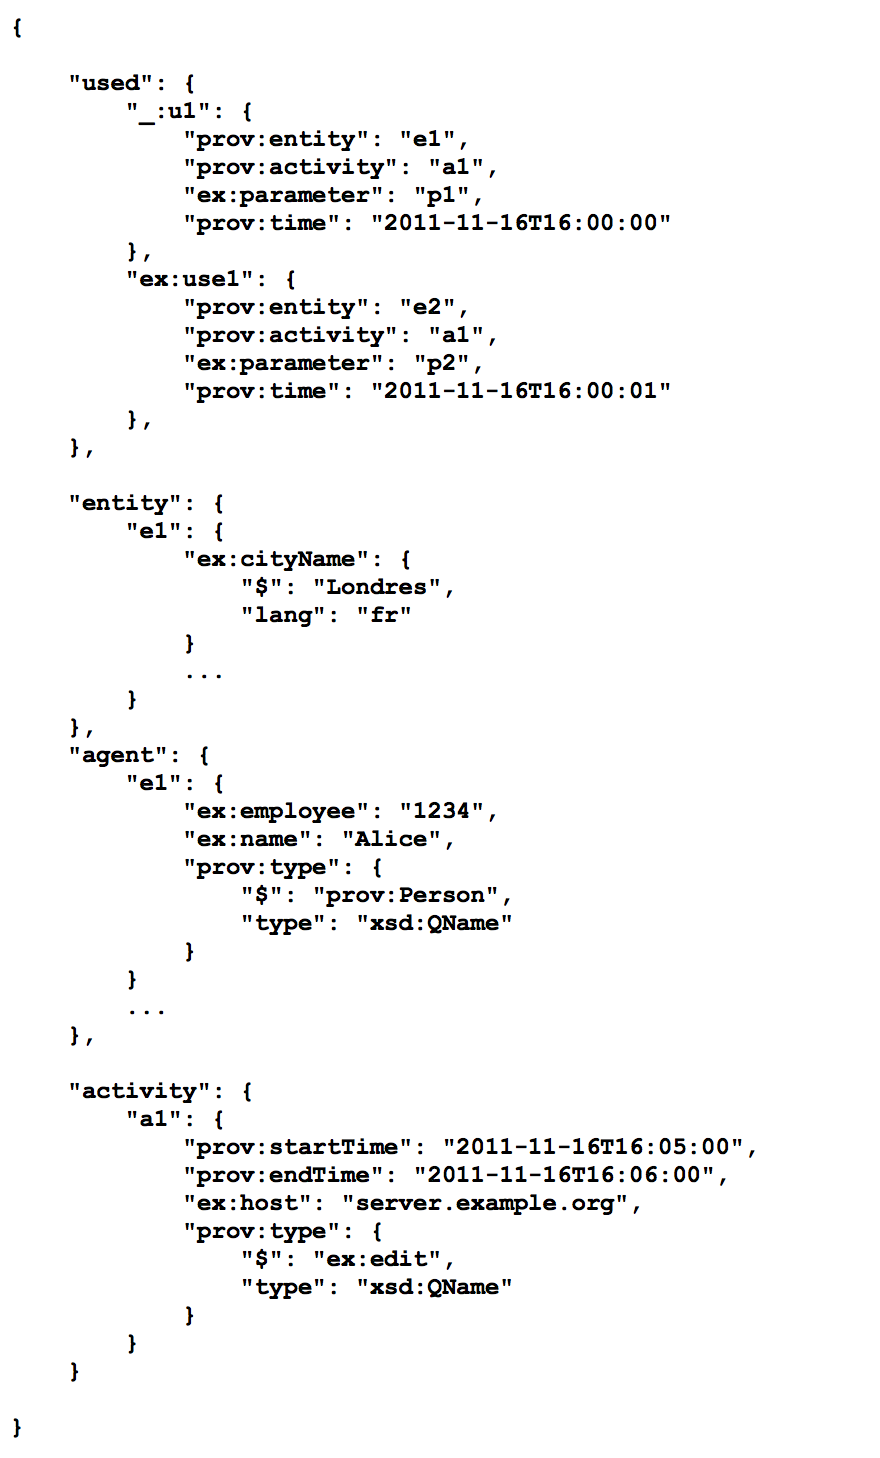 {
"used": {
"_:u1": {
"prov:entity": "e1",
"prov:activity": "a1",
"ex:parameter": "p1",
"prov:time": "2011-11-16T16:00:00"
},
"ex:use1": {
"prov:entity": "e2",
"prov:activity": "a1",
"ex:parameter": "p2",
"prov:time": "2011-11-16T16:00:01"
},
},
"entity": {
"e1": {
"ex:cityName": {
"$": "Londres",
"lang": "fr"
}
...
}
},
"agent": {
"e1": {
"ex:employee": "1234",
"ex:name": "Alice",
"prov:type": {
"$": "prov:Person",
"type": "xsd:QName"
}
}
...
},
"activity": {
"a1": {
"prov:startTime": "2011-11-16T16:05:00",
"prov:endTime": "2011-11-16T16:06:00",
"ex:host": "server.example.org",
"prov:type": {
"$": "ex:edit",
"type": "xsd:QName"
}
}
}
}